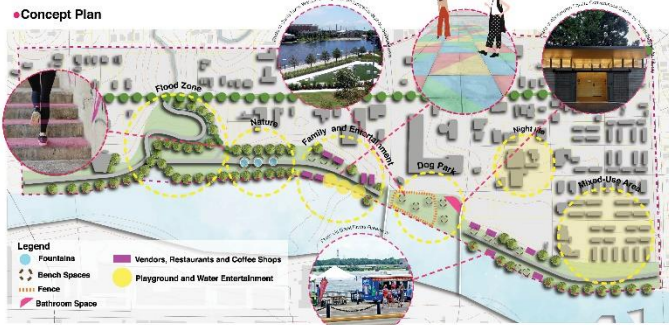 Concept Plan
Flood Zone
Nature
Family and Entertainment
Dog Park
Night Life
Mixed-Use Area
Legend
Fountains
Bench Spaces
Fence
Bathroom Space
Vendors, Restaurants and Coffee Shops
Playground and Water Entertainment